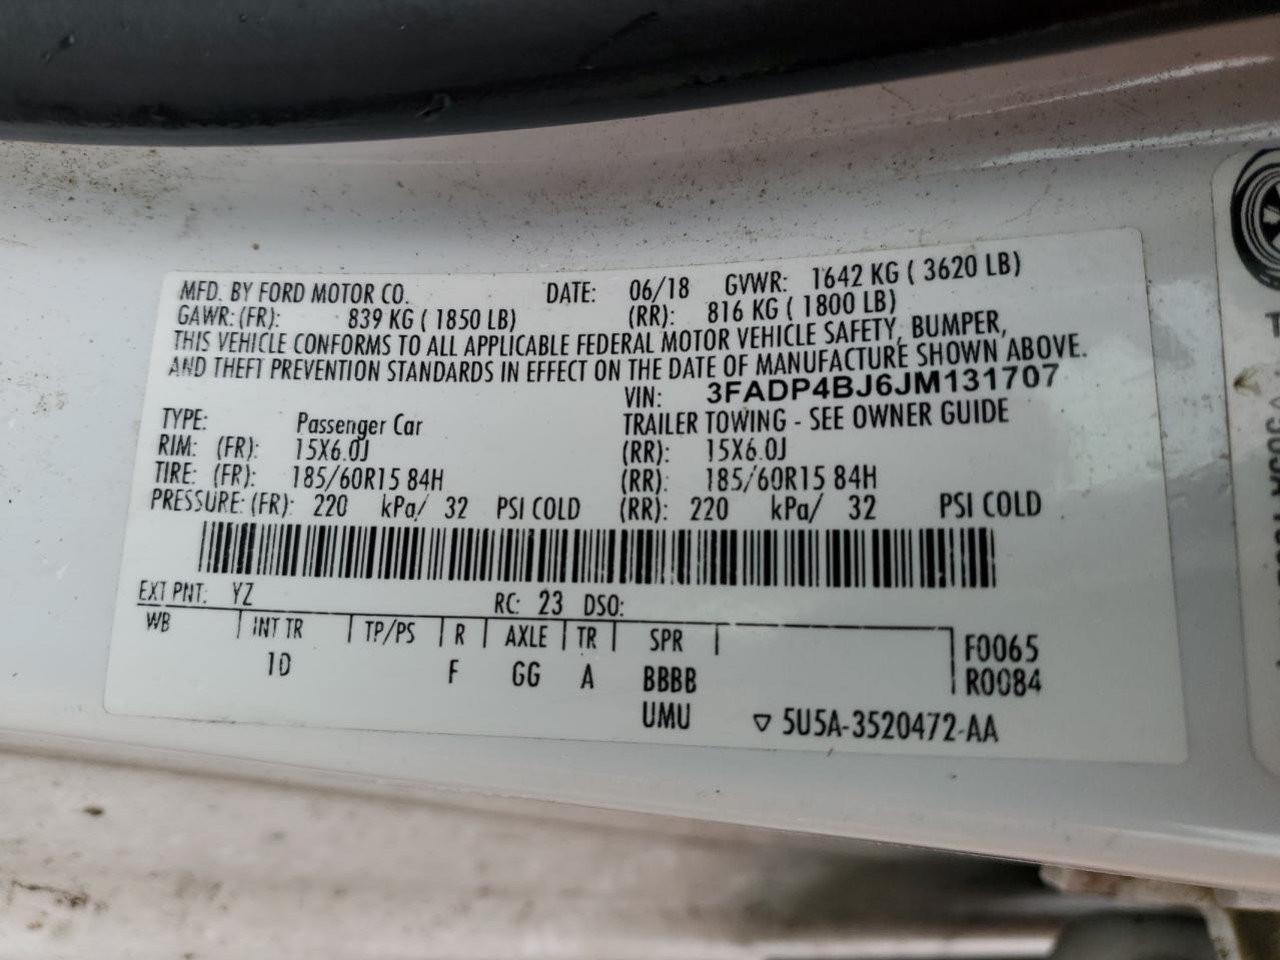 MFD. BY FORD MOTOR CO. DATE: 06/18 GVWR: 1642 KG ( 3620 LB)
GAWR: (FR): 839 KG ( 1850 LB) (RR): 816 KG ( 1800 LB)
THIS VEHICLE CONFORMS TO ALL APPLICABLE FEDERAL MOTOR VEHICLE SAFETY, BUMPER,
AND THEFT PREVENTION STANDARDS IN EFFECT ON THE DATE OF MANUFACTURE SHOWN ABOVE.
VIN: 3FADP4BJ6JM131707
TYPE: Passenger Car TRAILER TOWING - SEE OWNER GUIDE
RIM: (FR): 15X6.0J (RR): 15X6.0J
TIRE: (FR): 185/60R15 84H (RR): 185/60R15 84H
PRESSURE: (FR): 220 kPa/ 32 PSI COLD (RR): 220 kPa/ 32 PSI COLD
EXT PNT: YZ RC: 23 DSO:
WB INT TR TP/PS R AXLE TR SPR F0065
1D F GG A BBBB R0084
UMU ▽ 5U5A-3520472-AA